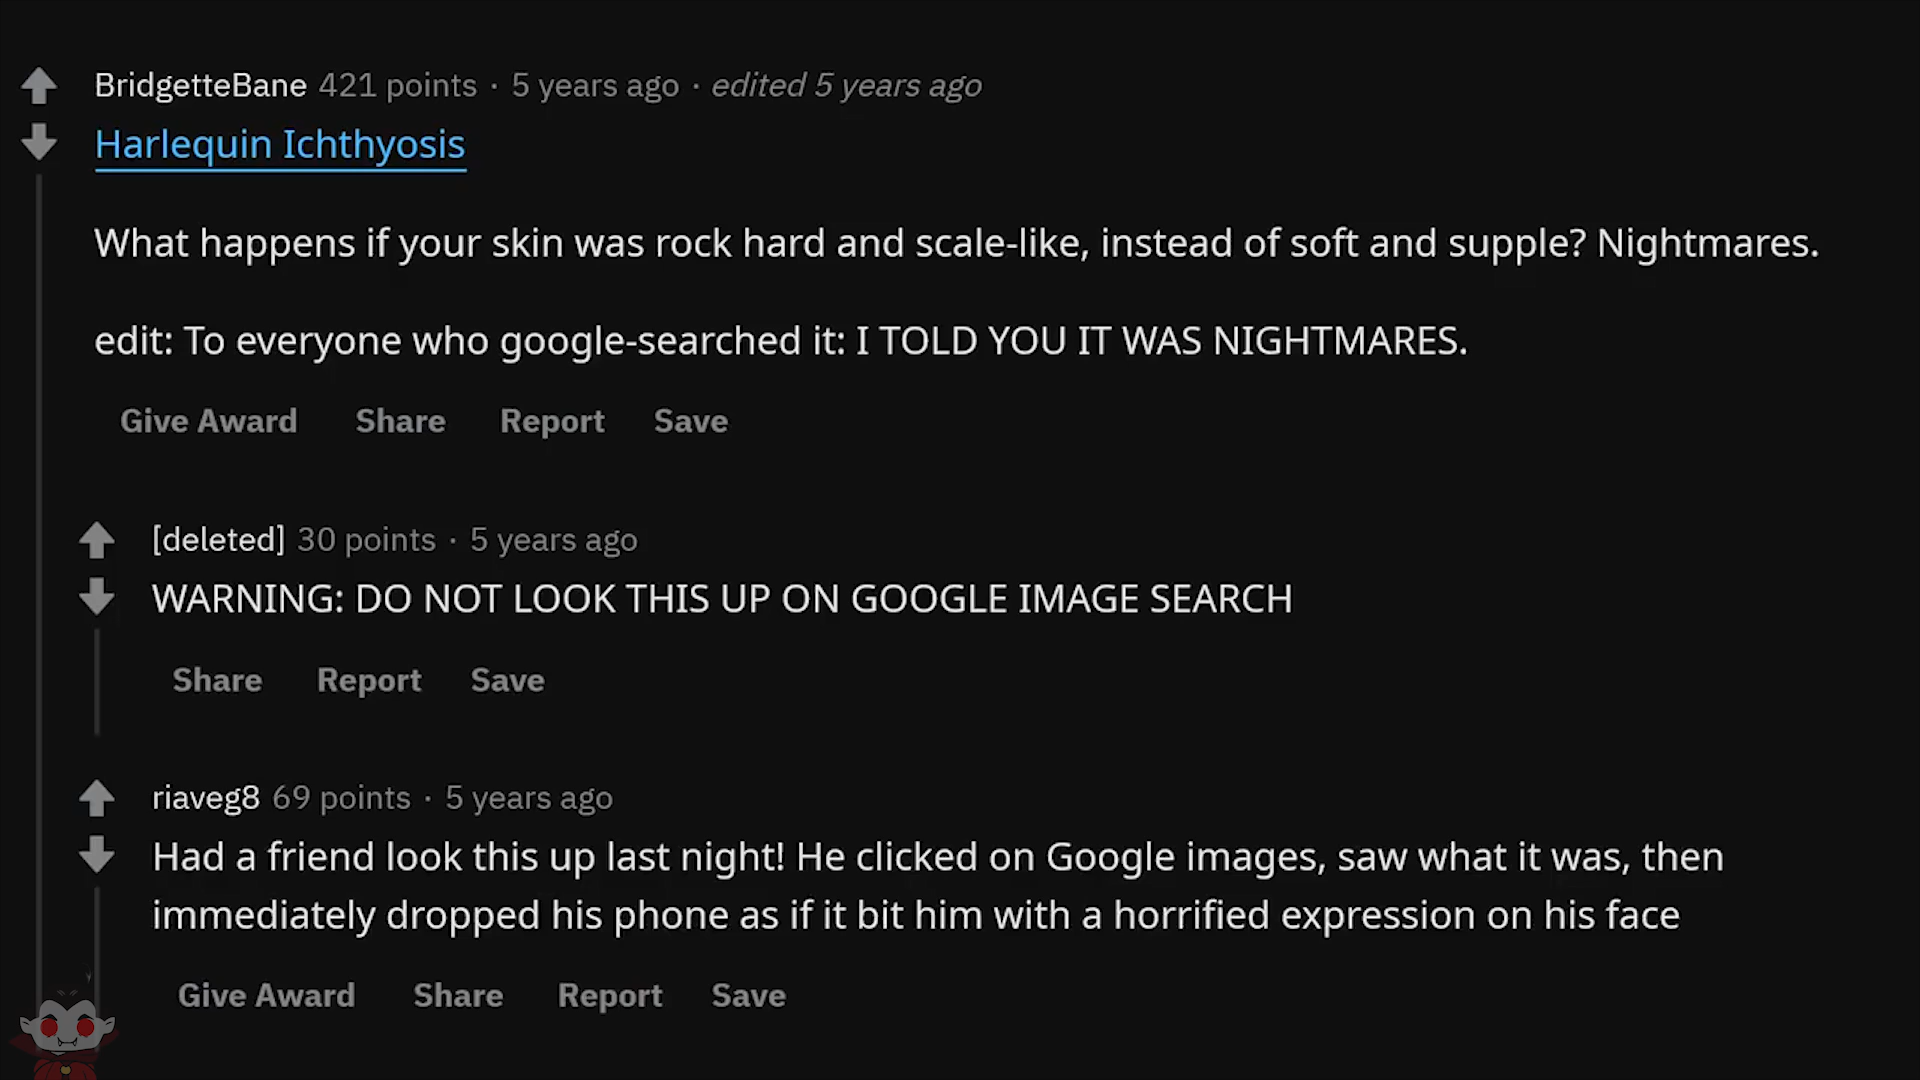 BridgetteBane 421 points · 5 years ago · edited 5 years ago
Harlequin Ichthyosis
What happens if your skin was rock hard and scale-like, instead of soft and supple? Nightmares.
edit: To everyone who google-searched it: I TOLD YOU IT WAS NIGHTMARES.
Give Award Share Report Save
[deleted] 30 points · 5 years ago
WARNING: DO NOT LOOK THIS UP ON GOOGLE IMAGE SEARCH
Share Report Save
riaveg8 69 points · 5 years ago
Had a friend look this up last night! He clicked on Google images, saw what it was, then
immediately dropped his phone as if it bit him with a horrified expression on his face
Give Award Share Report Save